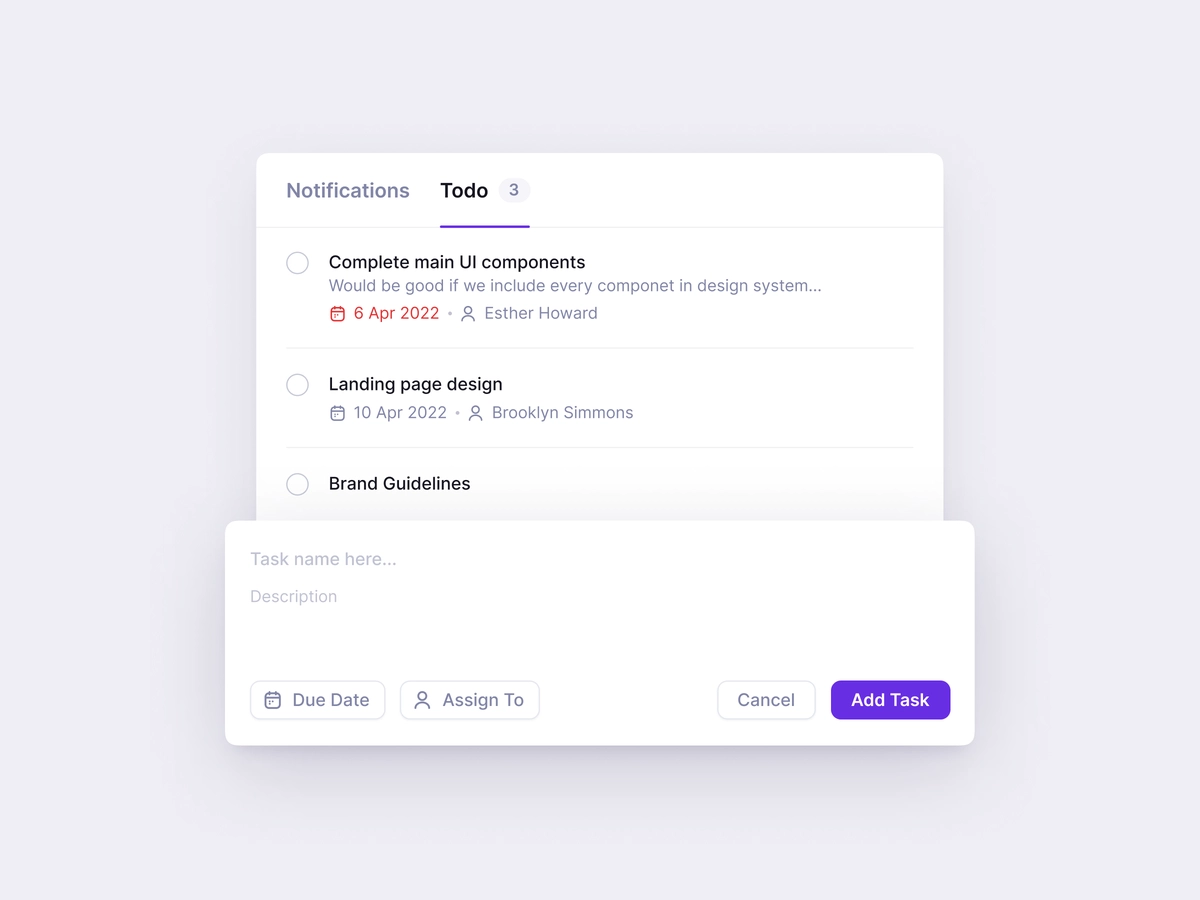 Notifications Todo 3
Complete main UI components
Would be good if we include every componet in design system...
6 Apr 2022 • Esther Howard
Landing page design
10 Apr 2022 • Brooklyn Simmons
Brand Guidelines
Task name here...
Description
Due Date Assign To Cancel Add Task